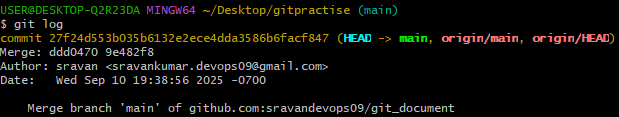 USER@DESKTOP-Q2R23DA MINGW64 ~/Desktop/gitpractise (main)
$ git log
commit 27f24d553b035b6132e2ece4dda3586b6facf847 (HEAD -> main, origin/main, origin/HEAD)
Merge: ddd0470 9e482f8
Author: sravan <sravankumar.devops09@gmail.com>
Date:   Wed Sep 10 19:38:56 2025 -0700
    Merge branch 'main' of github.com:sravandevops09/git_document